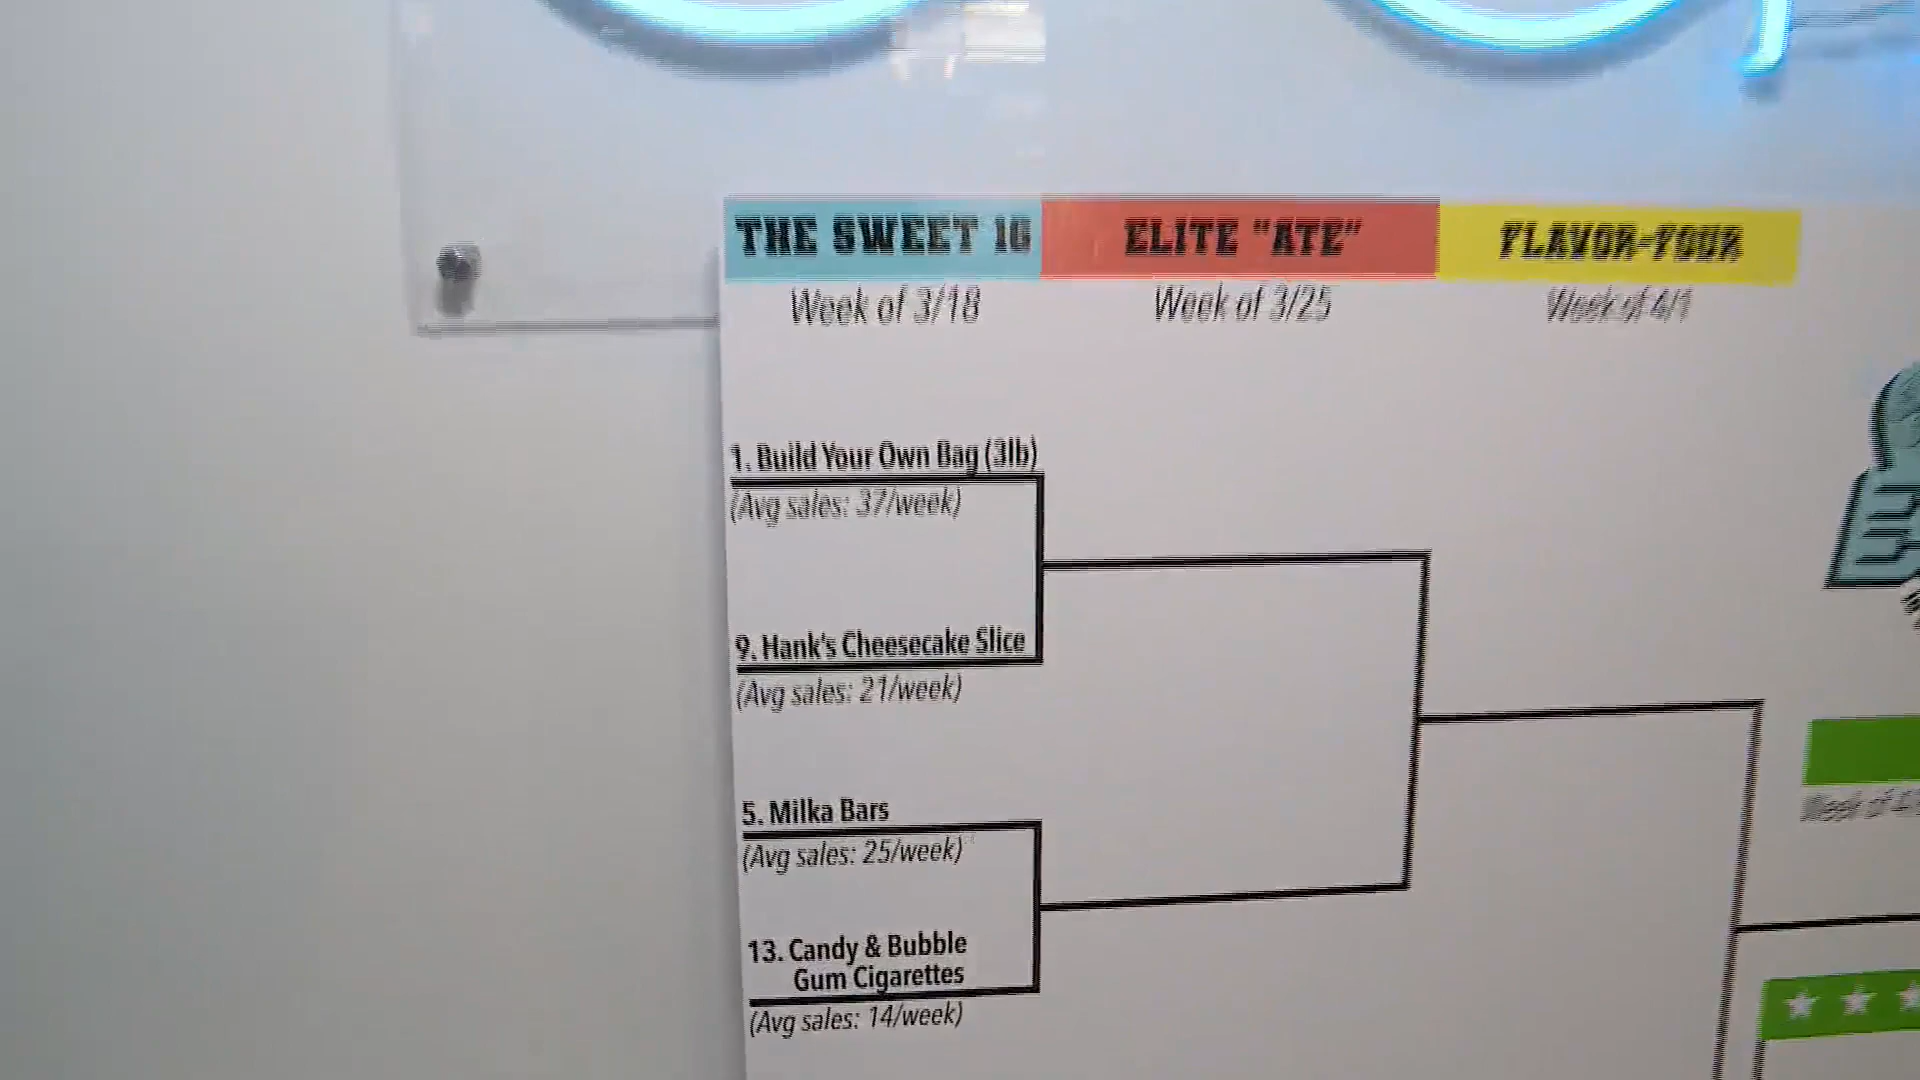 THE SWEET 16 ELITE "ATE" FLAVOR-FOUR
Week of 3/18 Week of 3/25 Week of 4/1
1. Build Your Own Bag (3lb)
(Avg sales: 37/week)
9. Hank's Cheesecake Slice
(Avg sales: 21/week)
5. Milka Bars
(Avg sales: 25/week)
Week of
13. Candy & Bubble
Gum Cigarettes
(Avg sales: 14/week)